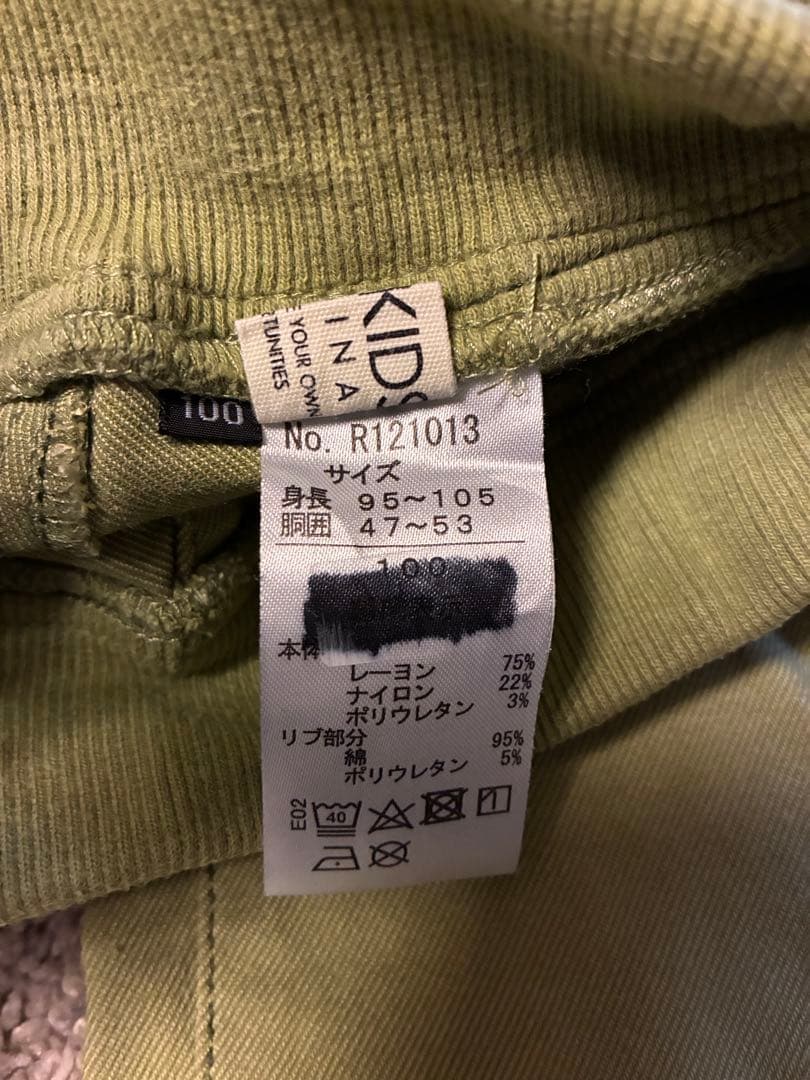 KIDS
INA
YOUR OWN
TUNITIES
100
No. R121013
サイズ
身長 95～105
胴囲 47～53
100
本体
レーヨン 75%
ナイロン 22%
ポリウレタン 3%
リブ部分
綿 95%
ポリウレタン 5%
E02
40